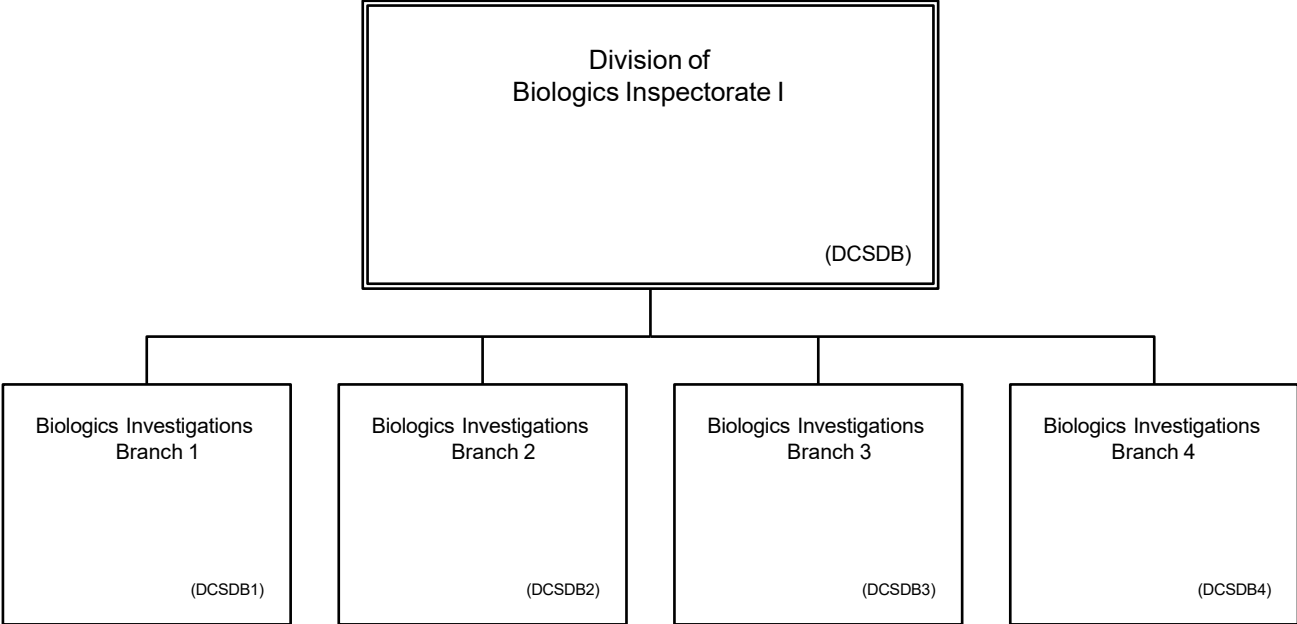 Division of
Biologics Inspectorate I
(DCSDB)
Biologics Investigations
Branch 1
(DCSDB1)
Biologics Investigations
Branch 2
(DCSDB2)
Biologics Investigations
Branch 3
(DCSDB3)
Biologics Investigations
Branch 4
(DCSDB4)